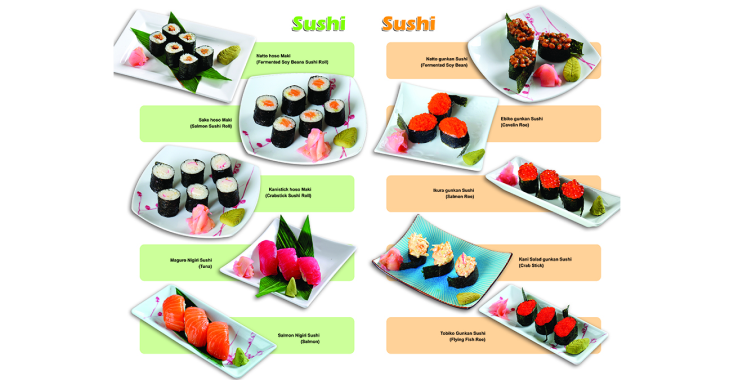 Sushi
Natto hoso Maki
(Fermented Soy Beans Sushi Roll)
Sake hoso Maki
(Salmon Sushi Roll)
Kanistich hoso Maki
(Crabstick Sushi Roll)
Maguro Nigiri Sushi
(Tuna)
Salmon Nigiri Sushi
(Salmon)
Sushi
Natto gunkan Sushi
(Fermented Soy Bean)
Ebiko gunkan Sushi
(Cavelin Roe)
Ikura gunkan Sushi
(Salmon Roe)
Kani Salad gunkan Sushi
(Crab Stick)
Tobiko Gunkan Sushi
(Flying Fish Roe)